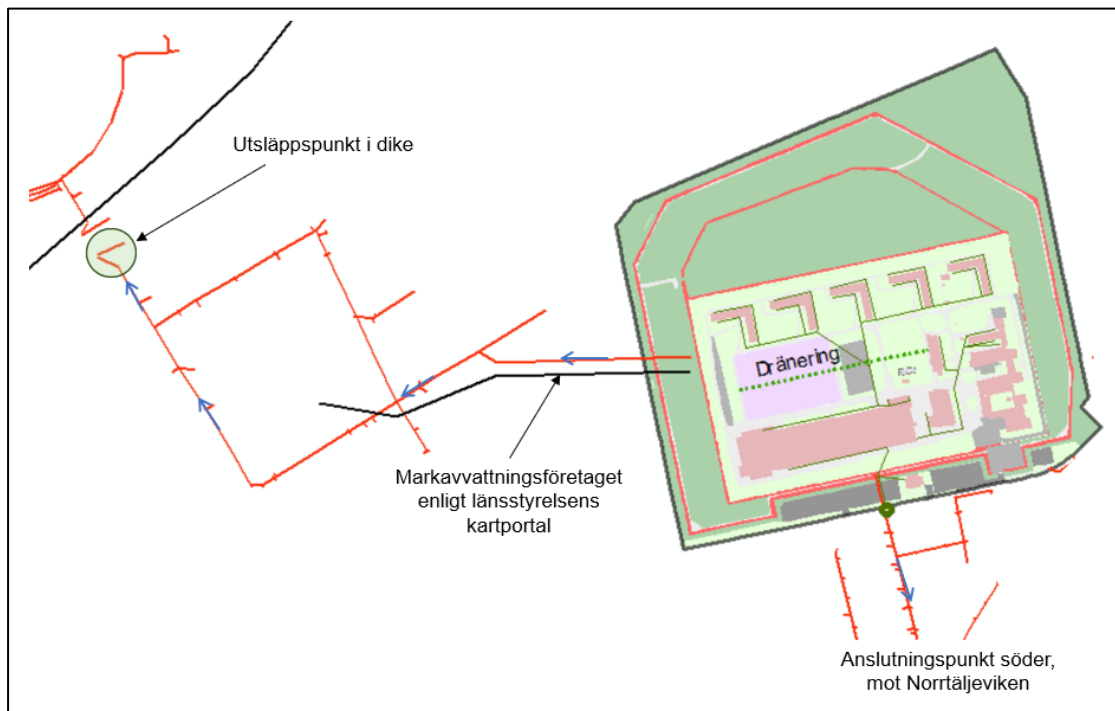 Utsläppspunkt i dike
Dränering
Markavvattningsföretaget
enligt länsstyrelsens
kartportal
Anslutningspunkt söder,
mot Norrtäljeviken